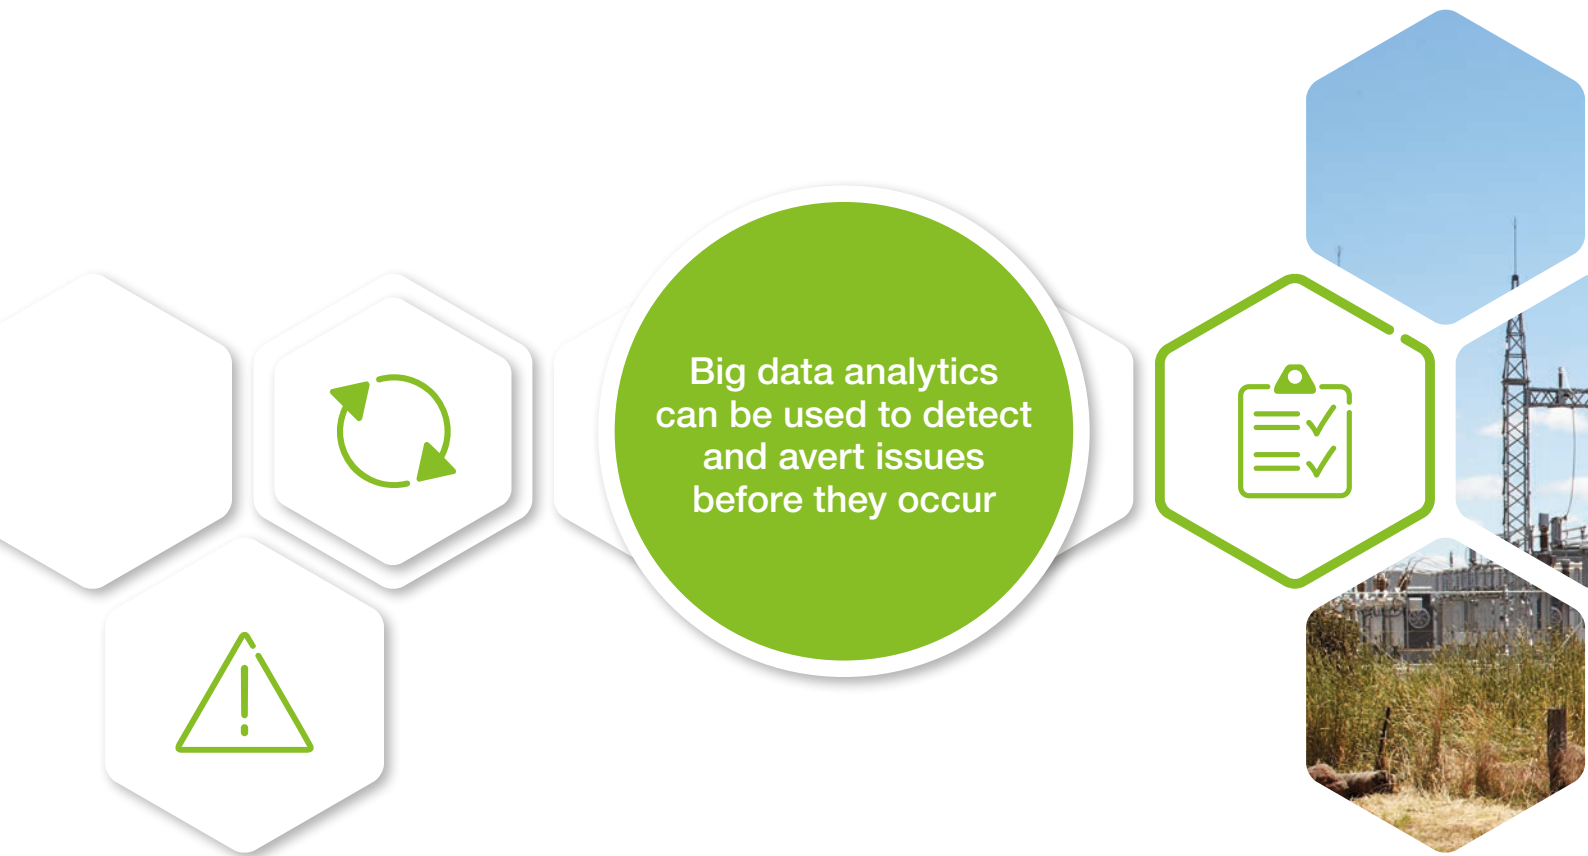 Big data analytics
can be used to detect
and avert issues
before they occur